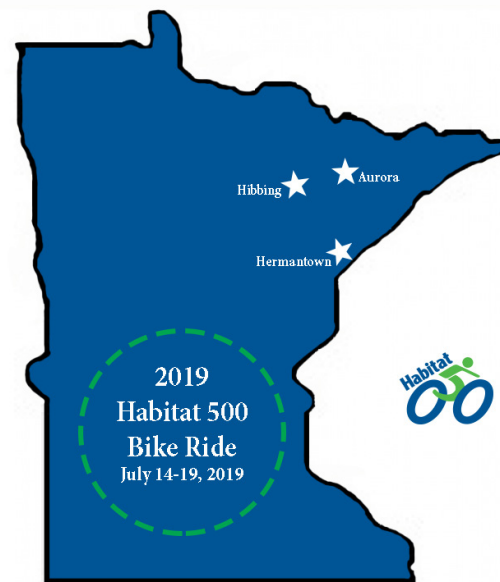 Hibbing
Aurora
Hermantown
2019
Habitat 500
Bike Ride
July 14-19, 2019
Habitat